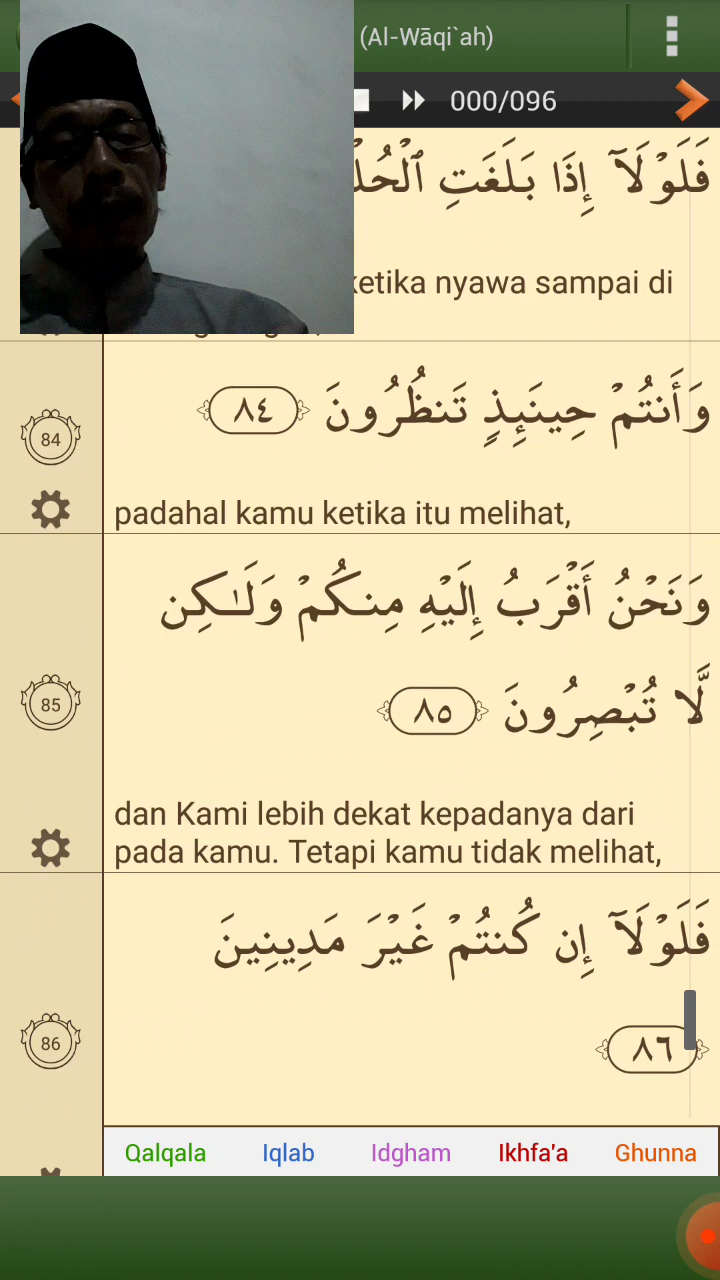 (Al-Wāqi`ah)
000/096
فَلَوْلَآ إِذَا بَلَغَتِ
ketika nyawa sampai di
وَأَنتُمْ حِينَئِذٍ تَنظُرُونَ ٨٤
84
padahal kamu ketika itu melihat,
وَنَحْنُ أَقْرَبُ إِلَيْهِ مِنكُمْ وَلَـٰكِن
لَّا تُبْصِرُونَ ٨٥
85
dan Kami lebih dekat kepadanya dari
pada kamu. Tetapi kamu tidak melihat,
فَلَوْلَآ إِن كُنتُمْ غَيْرَ مَدِينِينَ
٨٦
86
Qalqala Iqlab Idgham Ikhfa'a Ghunna